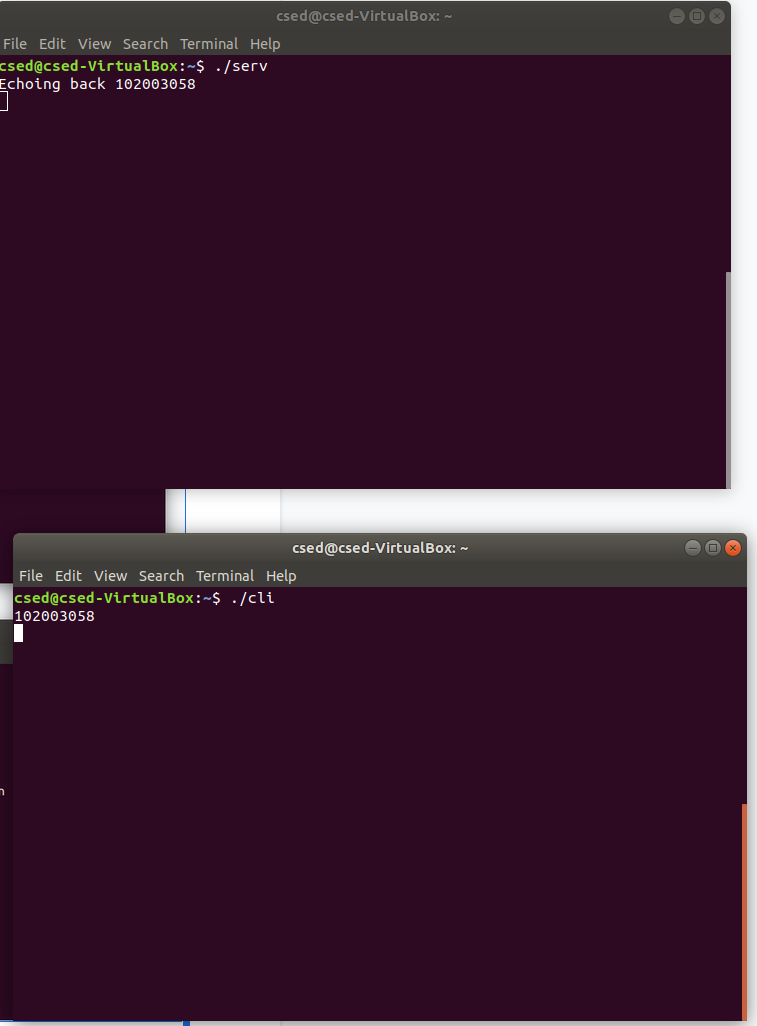 csed@csed-VirtualBox: ~
File Edit View Search Terminal Help
csed@csed-VirtualBox:~$ ./serv
Echoing back 102003058
csed@csed-VirtualBox: ~
File Edit View Search Terminal Help
csed@csed-VirtualBox:~$ ./cli
102003058
n